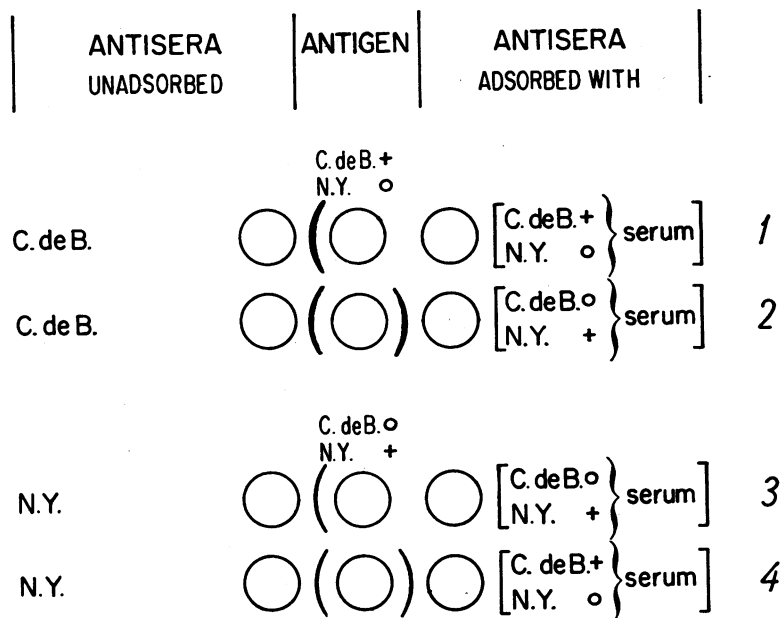 ANTISERA ANTIGEN ANTISERA
UNADSORBED ADSORBED WITH
C. de B. +
N.Y. o
C. de B. [C. de B. + N.Y. o} serum] 1
C. de B. [C. de B. o N.Y. +} serum] 2
C. de B. o
N.Y. +
N.Y. [C. de B. o N.Y. +} serum] 3
N.Y. [C. de B. + N.Y. o} serum] 4